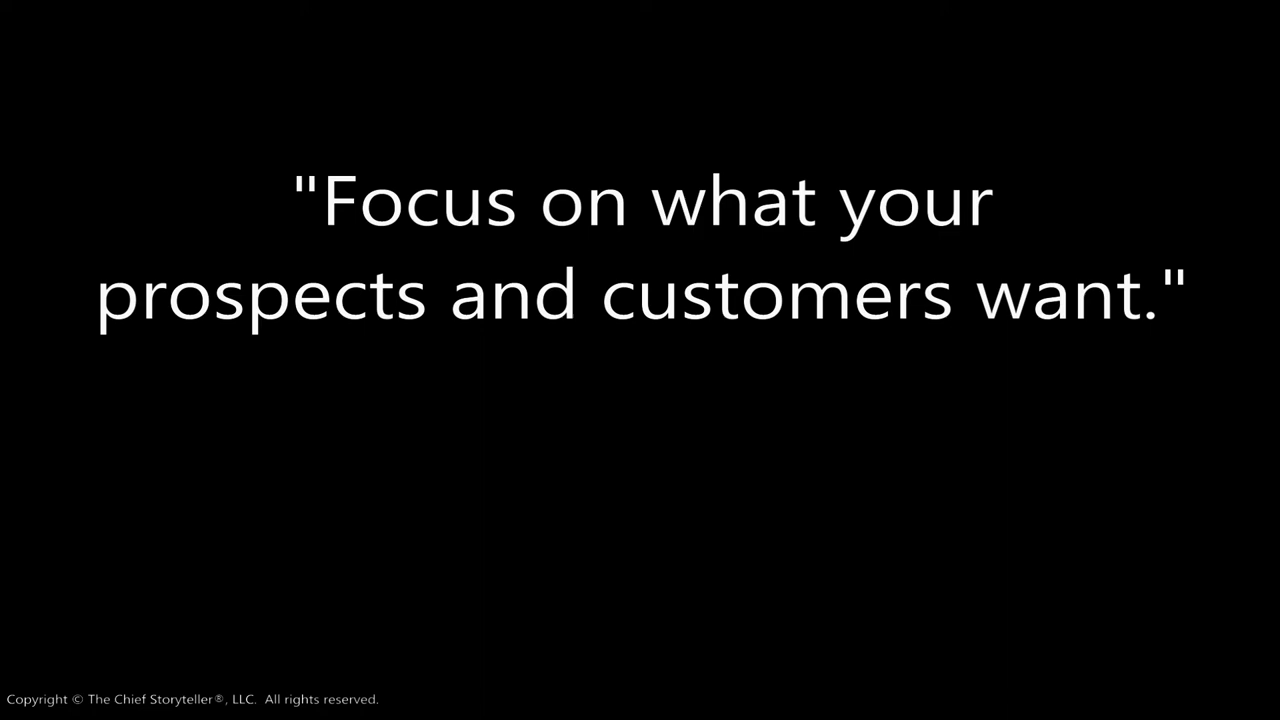 "Focus on what your
prospects and customers want."
Copyright © The Chief Storyteller®, LLC.  All rights reserved.